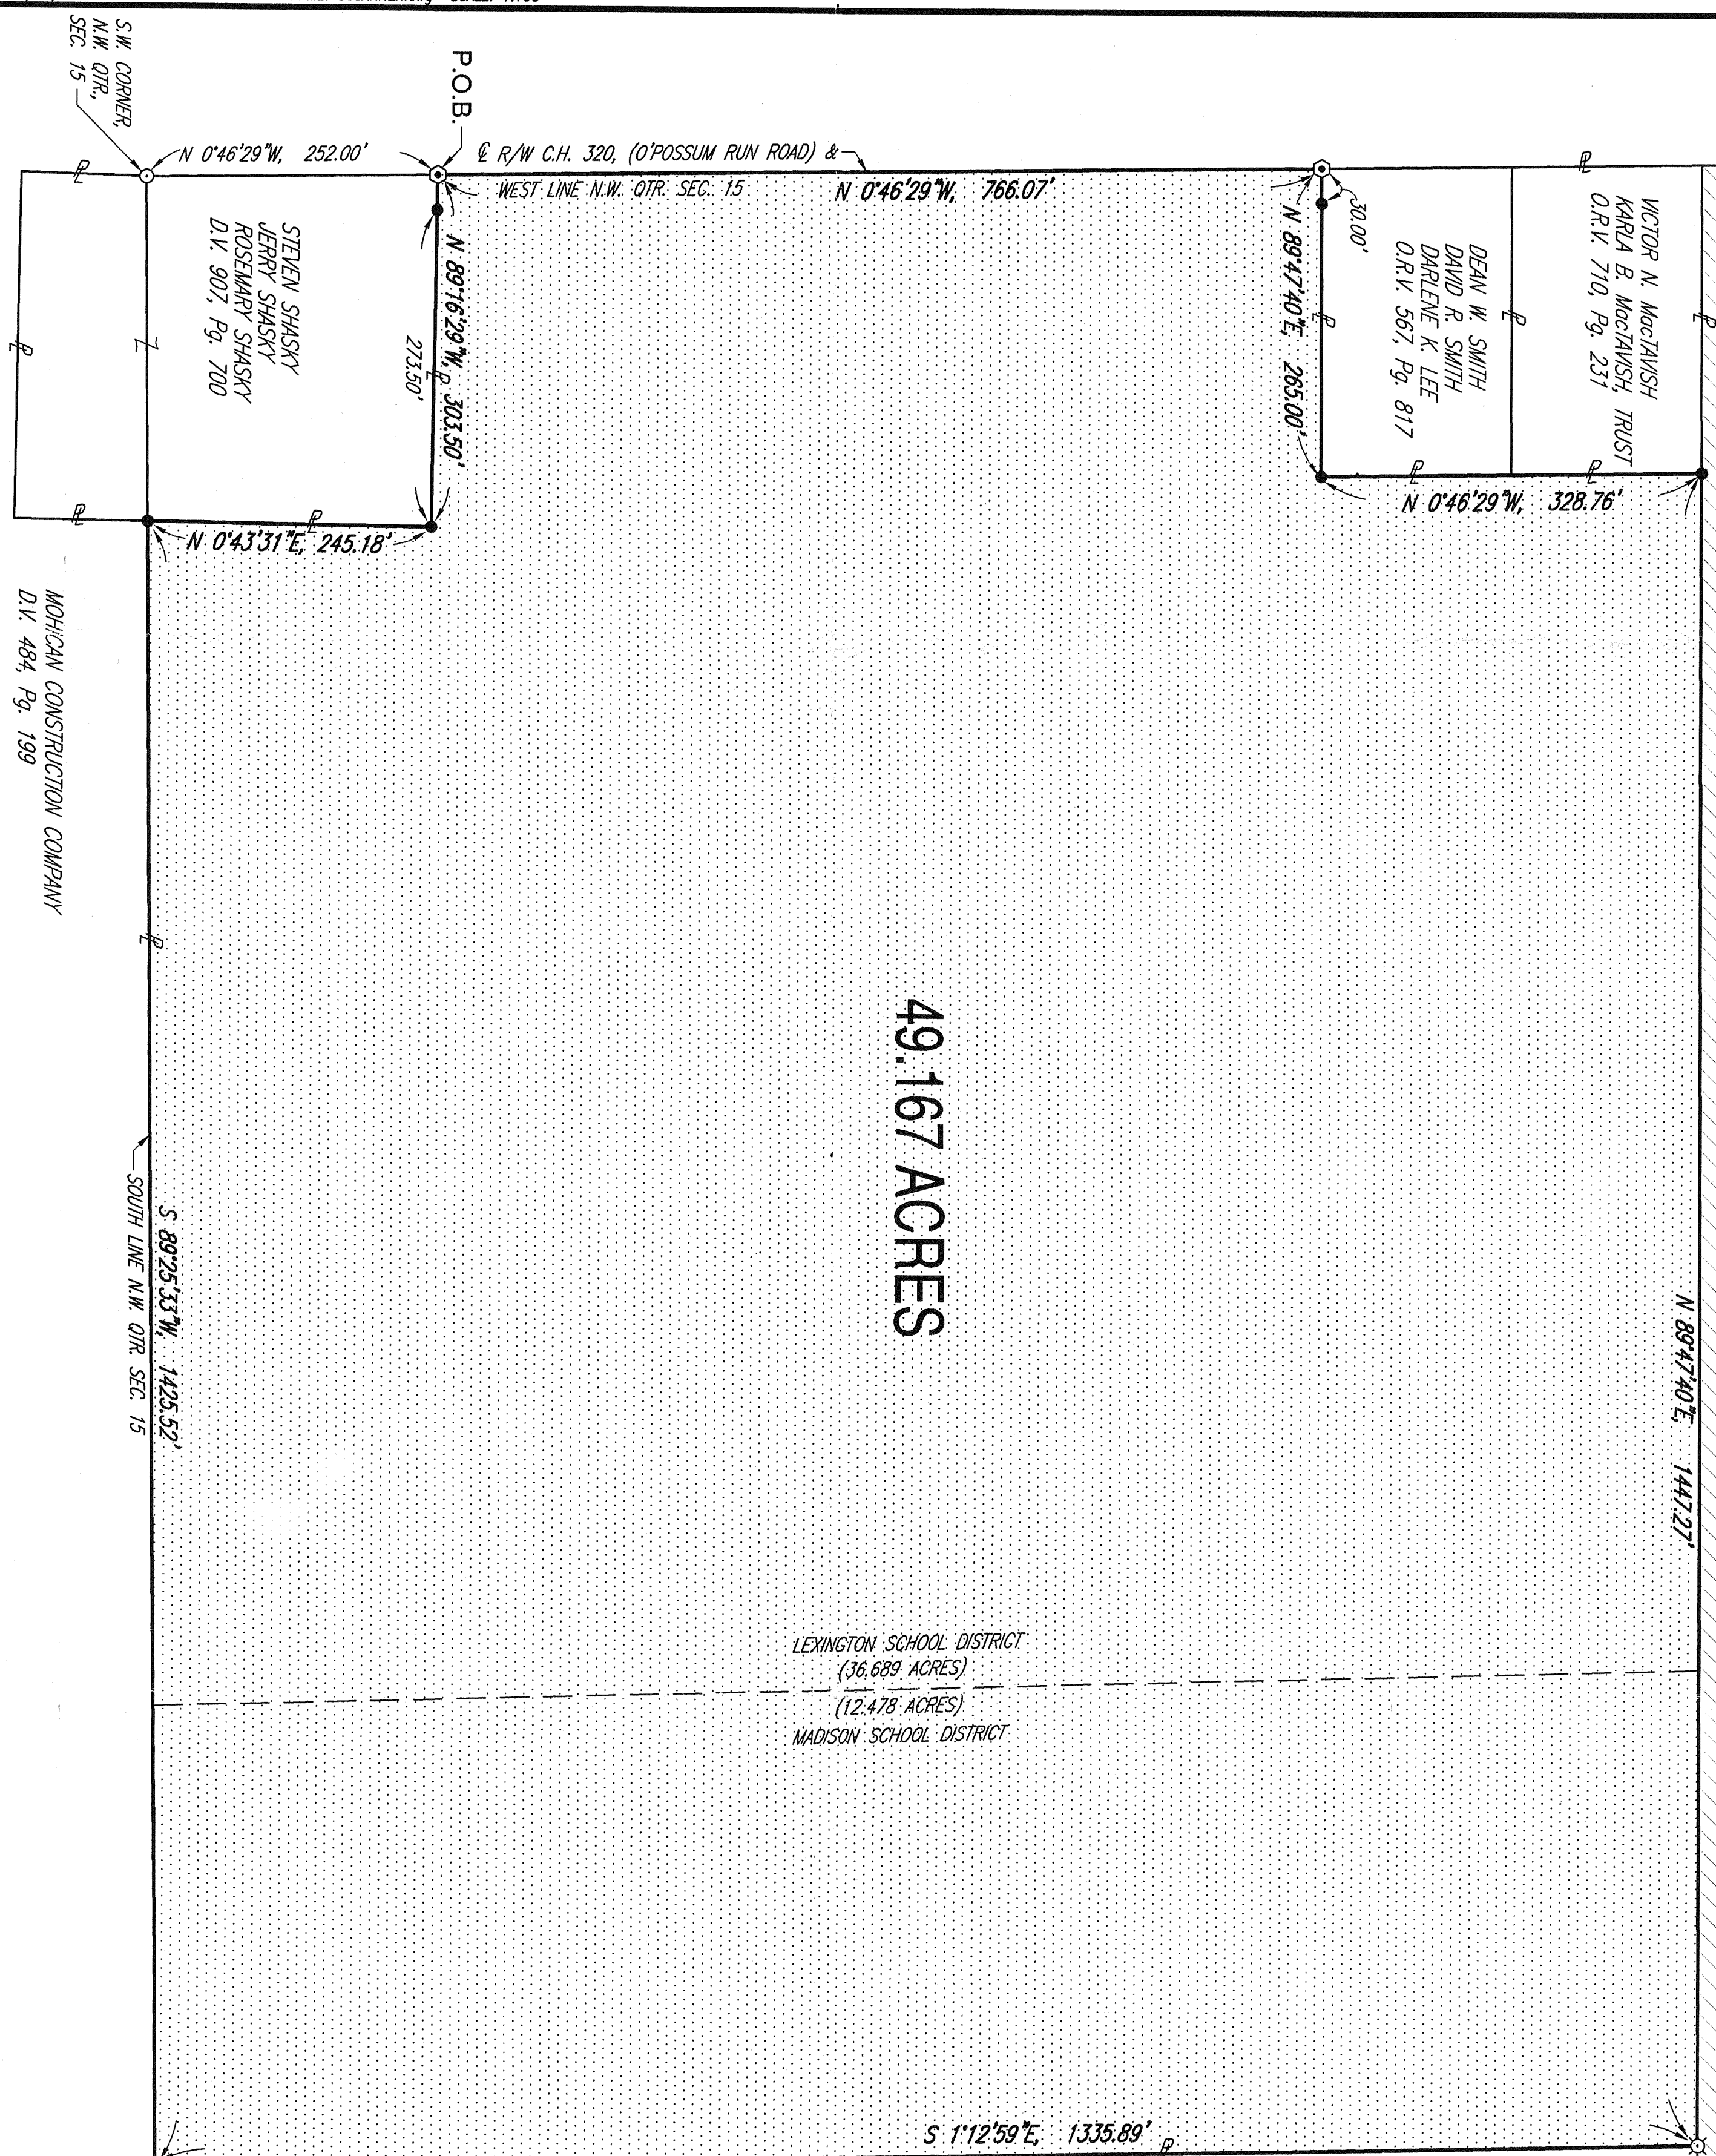 S.W. CORNER,
N.W. QTR.,
SEC. 15
P.O.B.
N 0°46'29"W, 252.00'
℄ R/W C.H. 320, (O'POSSUM RUN ROAD) &
WEST LINE N.W. QTR. SEC. 15
N 0°46'29"W, 766.07'
30.00'
N 89°47'40"E, 265.00'
VICTOR N. MacTAVISH
KARLA B. MacTAVISH, TRUST
O.R.V. 710, Pg. 231
DEAN W. SMITH
DAVID R. SMITH
DARLENE K. LEE
O.R.V. 567, Pg. 817
N 0°46'29"W, 328.76'
STEVEN SHASKY
JERRY SHASKY
ROSEMARY SHASKY
D.V. 907, Pg. 700
N 89°16'29"W, 303.50'
273.50'
N 0°43'31"E, 245.18'
MOHICAN CONSTRUCTION COMPANY
D.V. 484, Pg. 199
49.167 ACRES
S 89°25'33"W, 1425.52'
SOUTH LINE N.W. QTR. SEC. 15
N 89°47'40"E, 1447.27'
LEXINGTON SCHOOL DISTRICT
(36.689 ACRES)
(12.478 ACRES)
MADISON SCHOOL DISTRICT
S 1°12'59"E, 1335.89'